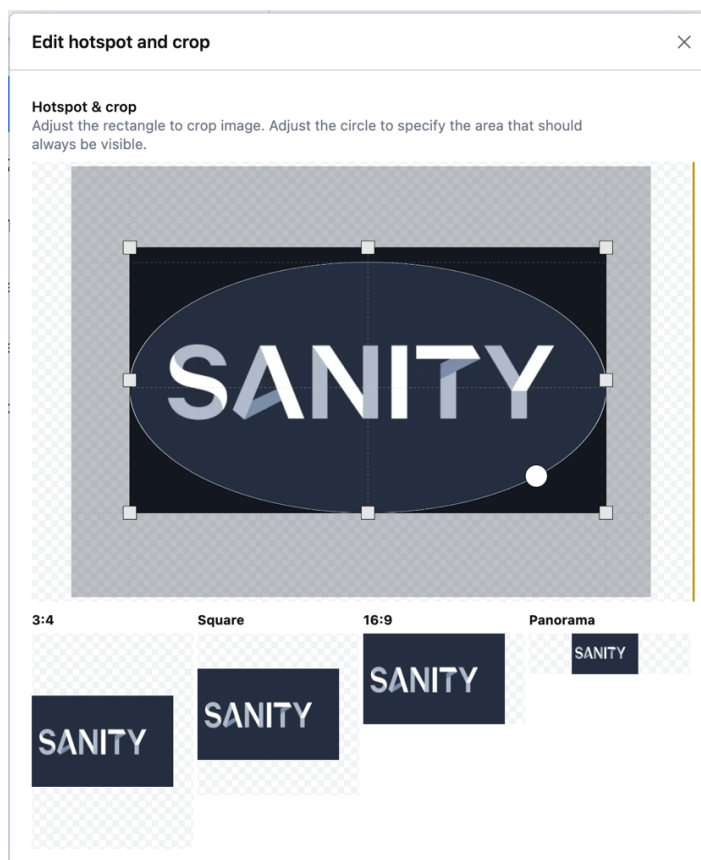 Edit hotspot and crop
Hotspot & crop
Adjust the rectangle to crop image. Adjust the circle to specify the area that should
always be visible.
SANITY
3:4
Square
16:9
Panorama
SANITY
SANITY
SANITY
SANITY